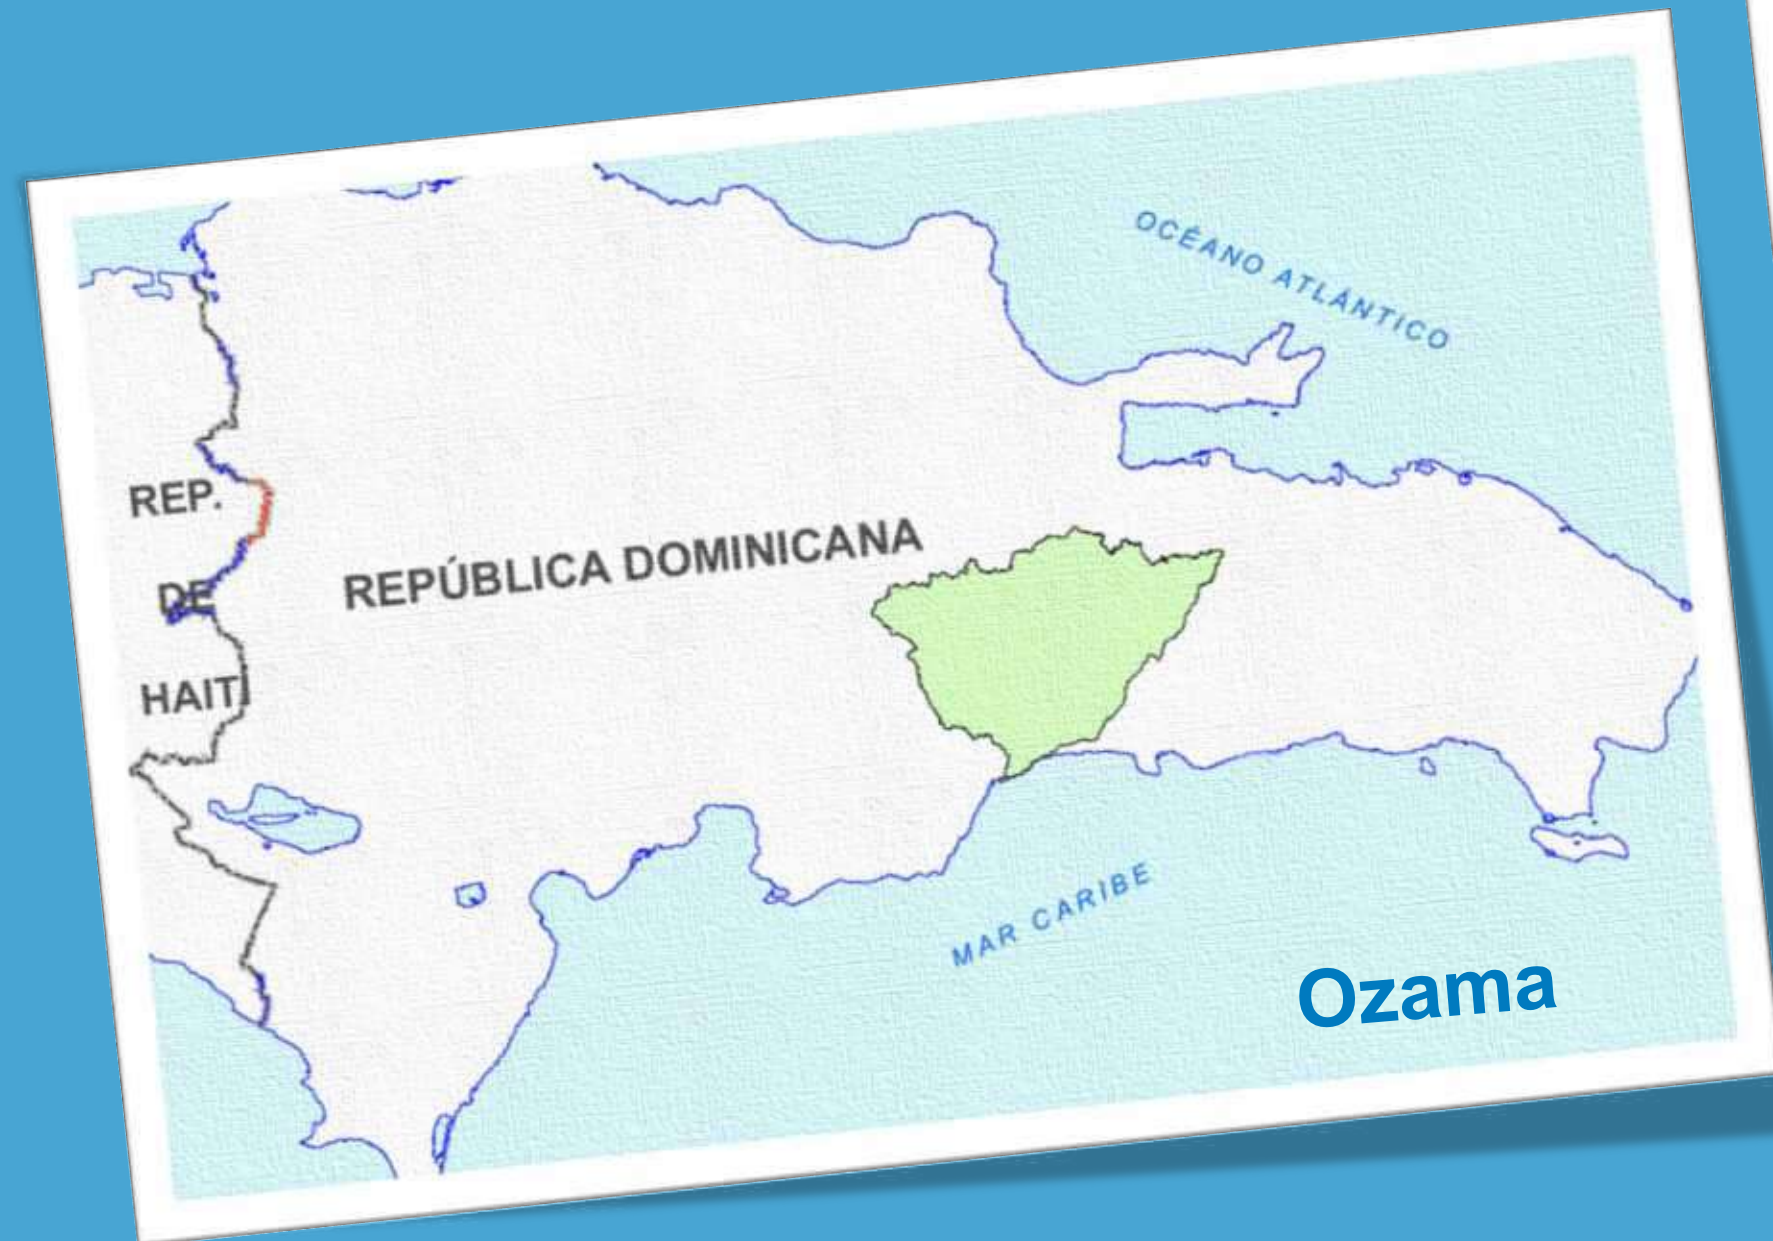 OCÉANO ATLÁNTICO
REP.
DE
HAITÍ
REPÚBLICA DOMINICANA
MAR CARIBE
Ozama